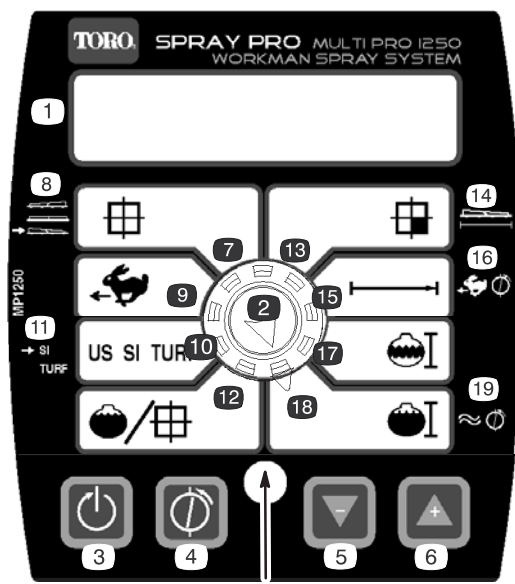 TORO
SPRAY PRO MULTI PRO 1250
WORKMAN SPRAY SYSTEM
1
8
14
7
13
16
9
2
15
MP1250
11
SI
TURF
US SI TUR
10
17
12
18
19
3
4
5
6